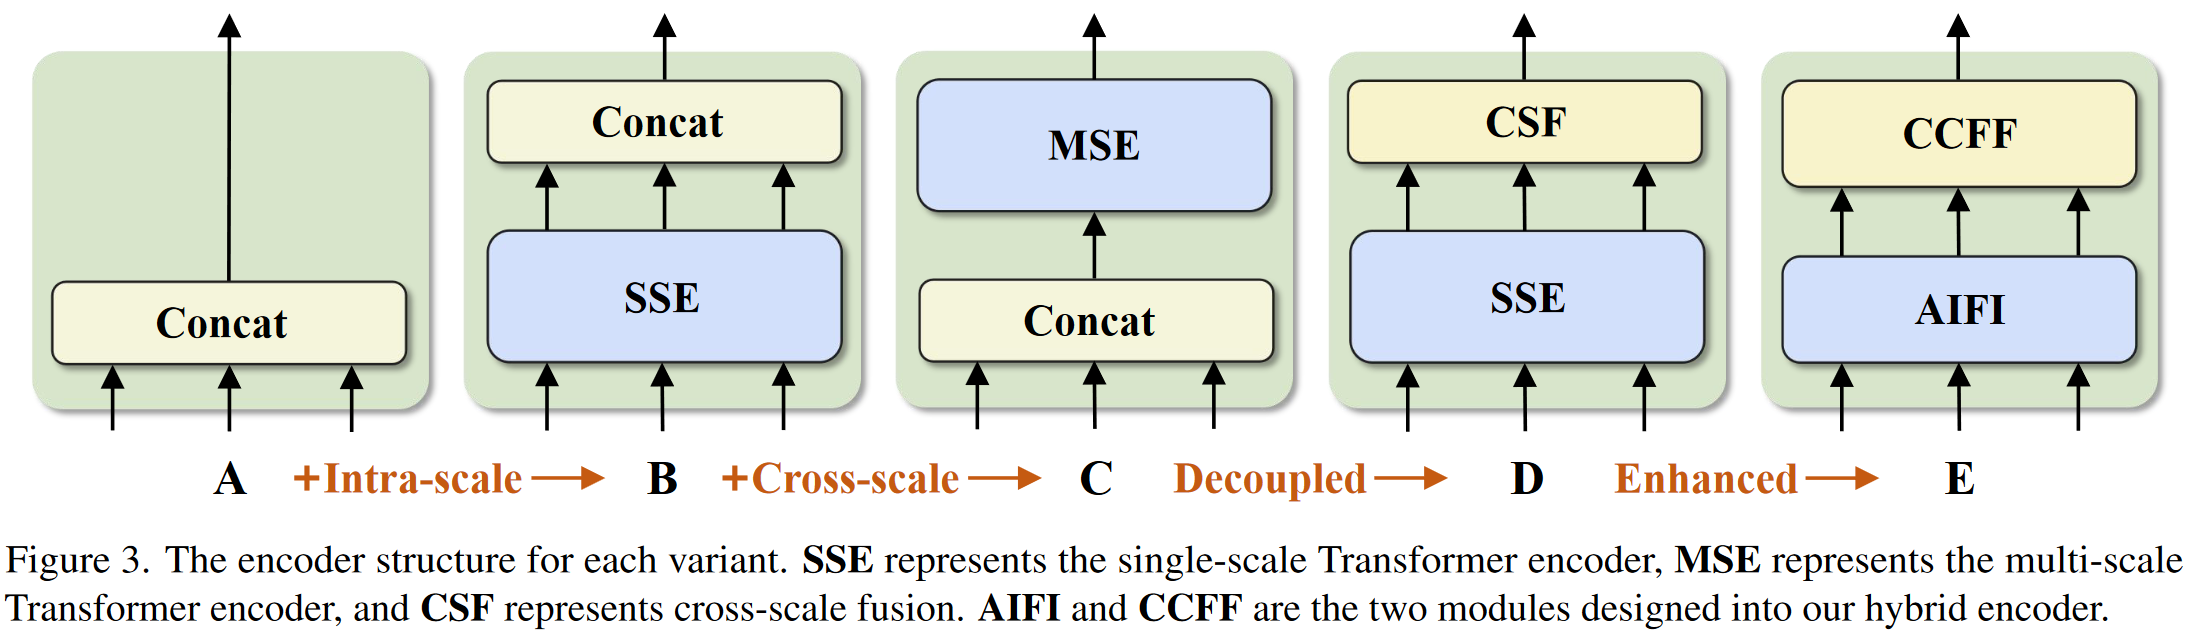 Concat
SSE
Concat
MSE
Concat
CSF
SSE
CCFF
AIFI
A +Intra-scale B +Cross-scale C Decoupled D Enhanced E
Figure 3. The encoder structure for each variant. SSE represents the single-scale Transformer encoder, MSE represents the multi-scale
Transformer encoder, and CSF represents cross-scale fusion. AIFI and CCFF are the two modules designed into our hybrid encoder.